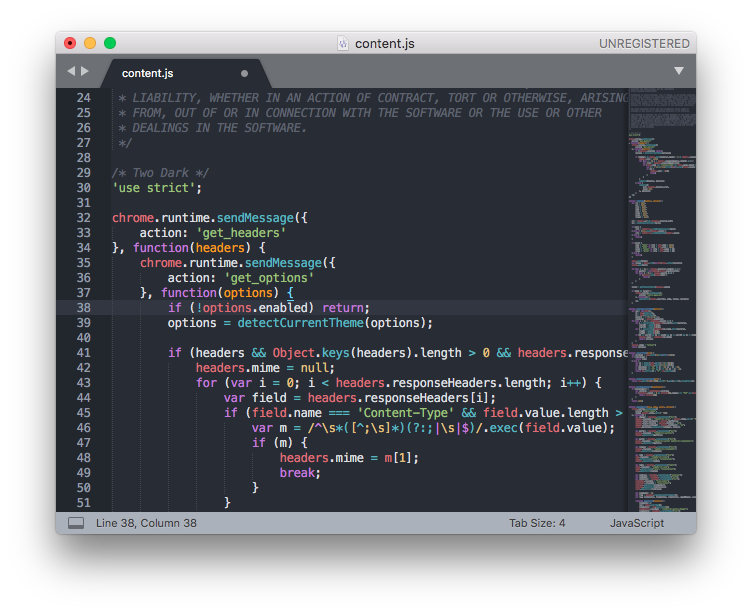 content.js
UNREGISTERED
content.js
24 * LIABILITY, WHETHER IN AN ACTION OF CONTRACT, TORT OR OTHERWISE, ARISING
25 * FROM, OUT OF OR IN CONNECTION WITH THE SOFTWARE OR THE USE OR OTHER
26 * DEALINGS IN THE SOFTWARE.
27 */
28
29 /* Two Dark */
30 'use strict';
31
32 chrome.runtime.sendMessage({
33     action: 'get_headers'
34 }, function(headers) {
35     chrome.runtime.sendMessage({
36         action: 'get_options'
37     }, function(options) {
38         if (!options.enabled) return;
39         options = detectCurrentTheme(options);
40
41         if (headers && Object.keys(headers).length > 0 && headers.response
42             headers.mime = null;
43             for (var i = 0; i < headers.responseHeaders.length; i++) {
44                 var field = headers.responseHeaders[i];
45                 if (field.name === 'Content-Type' && field.value.length >
46                     var m = /^\s*([^;\s]*)(?:;|\s|$)/.exec(field.value);
47                     if (m) {
48                         headers.mime = m[1];
49                         break;
50                     }
51                 }
Line 38, Column 38
Tab Size: 4
JavaScript